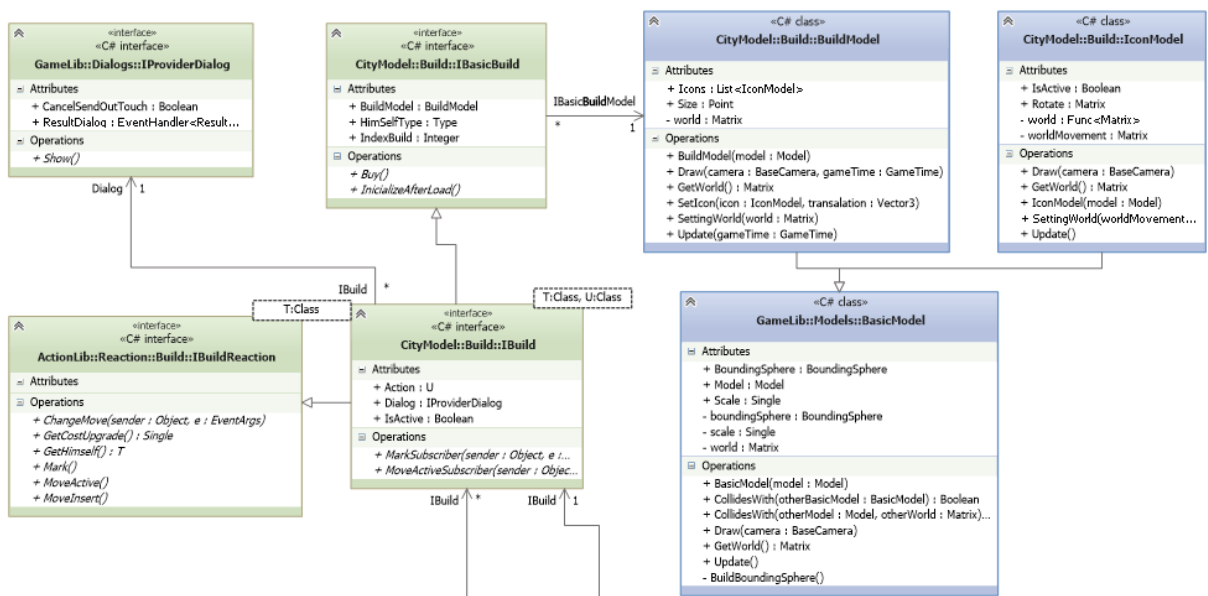 «interface»
«C# interface»
GameLib::Dialogs::IProviderDialog
Attributes
+ CancelSendOutTouch : Boolean
+ ResultDialog : EventHandler<Result...
Operations
+ Show()
Dialog
1
«interface»
«C# interface»
CityModel::Build::IBasicBuild
Attributes
+ BuildModel : BuildModel
+ HimSelfType : Type
+ IndexBuild : Integer
Operations
+ Buy()
+ InicializeAfterLoad()
IBasicBuildModel
*
1
«C# class»
CityModel::Build::BuildModel
Attributes
+ Icons : List<IconModel>
+ Size : Point
- world : Matrix
Operations
+ BuildModel(model : Model)
+ Draw(camera : BaseCamera, gameTime : GameTime)
+ GetWorld() : Matrix
+ SetIcon(icon : IconModel, transalation : Vector3)
+ SettingWorld(world : Matrix)
+ Update(gameTime : GameTime)
«C# class»
CityModel::Build::IconModel
Attributes
+ IsActive : Boolean
+ Rotate : Matrix
- world : Func<Matrix>
- worldMovement : Matrix
Operations
+ Draw(camera : BaseCamera)
+ GetWorld() : Matrix
+ IconModel(model : Model)
+ SettingWorld(worldMovement...
+ Update()
IBuild
*
T:Class
T:Class, U:Class
«interface»
«C# interface»
ActionLib::Reaction::Build::IBuildReaction
Attributes
Operations
+ ChangeMove(sender : Object, e : EventArgs)
+ GetCostUpgrade() : Single
+ GetHimself() : T
+ Mark()
+ MoveActive()
+ MoveInsert()
«interface»
«C# interface»
CityModel::Build::IBuild
Attributes
+ Action : U
+ Dialog : IProviderDialog
+ IsActive : Boolean
Operations
+ MarkSubscriber(sender : Object, e :...
+ MoveActiveSubscriber(sender : Objec...
IBuild
*
IBuild
1
«C# class»
GameLib::Models::BasicModel
Attributes
+ BoundingSphere : BoundingSphere
+ Model : Model
+ Scale : Single
- boundingSphere : BoundingSphere
- scale : Single
- world : Matrix
Operations
+ BasicModel(model : Model)
+ CollidesWith(otherBasicModel : BasicModel) : Boolean
+ CollidesWith(otherModel : Model, otherWorld : Matrix)...
+ Draw(camera : BaseCamera)
+ GetWorld() : Matrix
+ Update()
- BuildBoundingSphere()